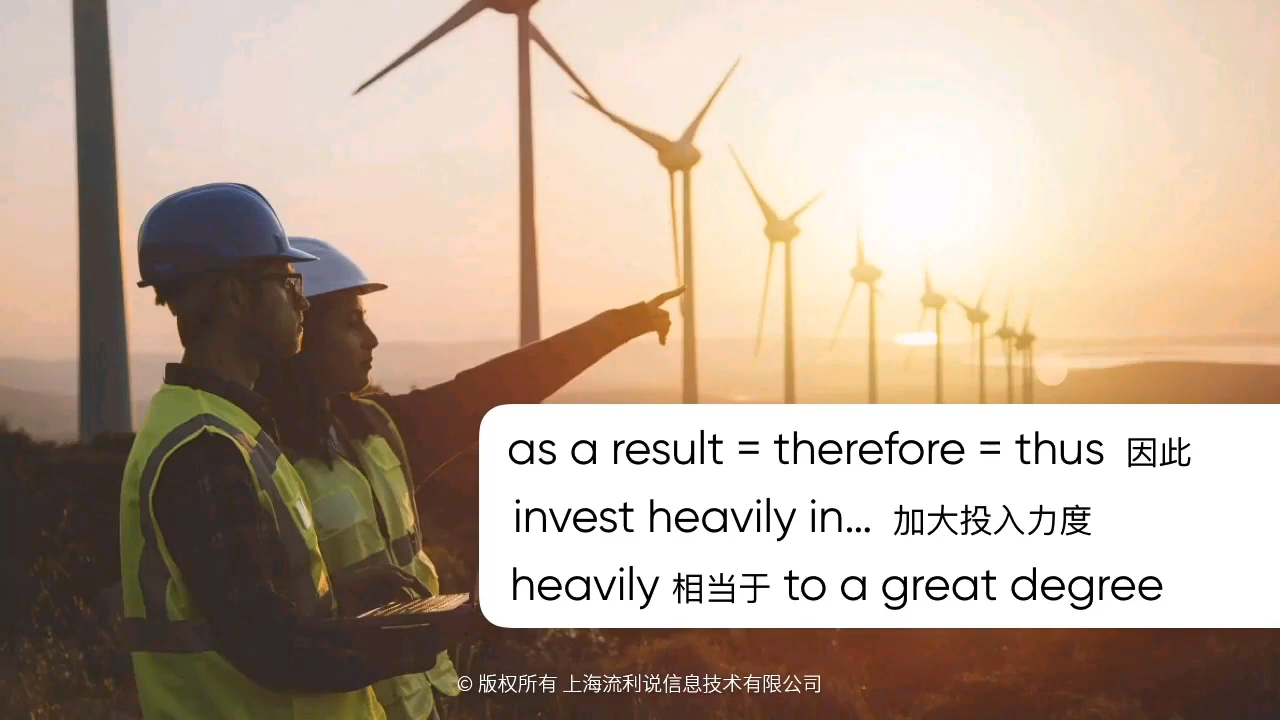 as a result = therefore = thus 因此
invest heavily in... 加大投入力度
heavily 相当于 to a great degree
© 版权所有 上海流利说信息技术有限公司